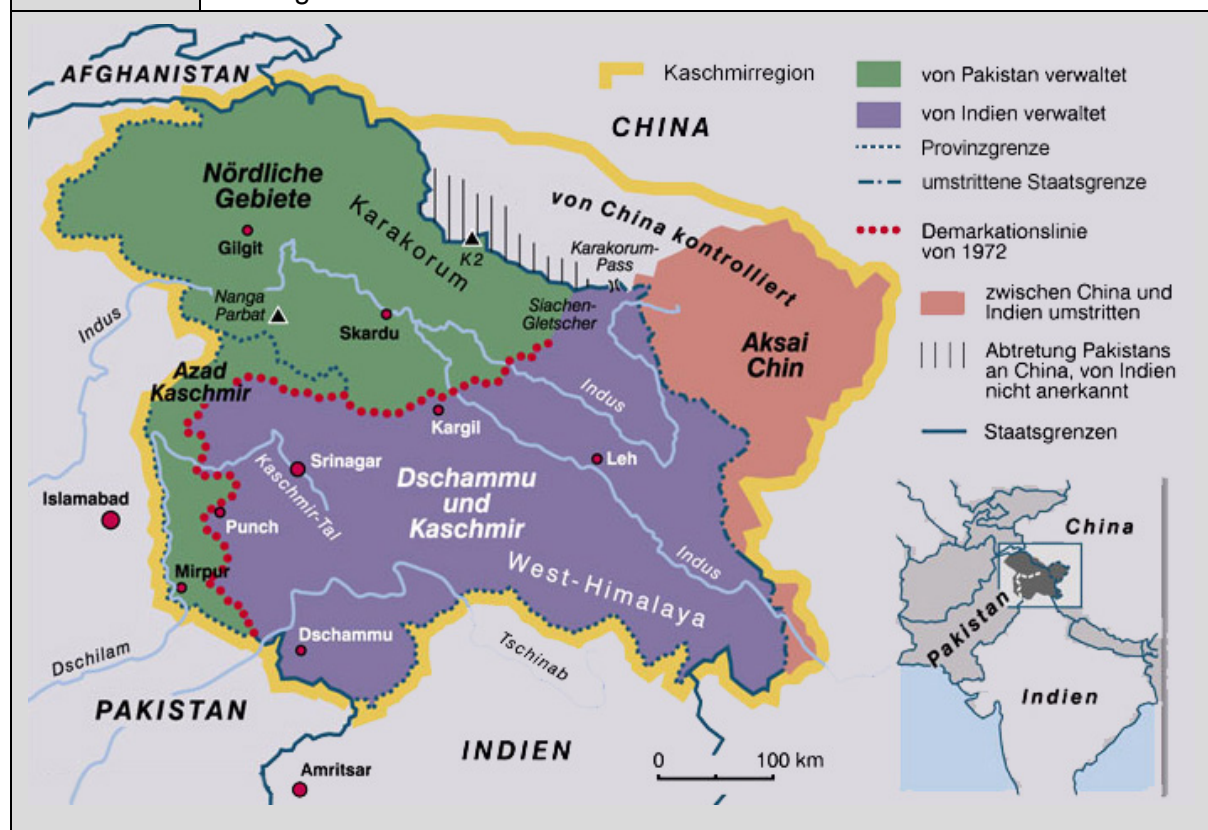 AFGHANISTAN
Kaschmirregion
CHINA
von Pakistan verwaltet
von Indien verwaltet
Provinzgrenze
umstrittene Staatsgrenze
Demarkationslinie
von 1972
zwischen China und
Indien umstritten
Abtretung Pakistans
an China, von Indien
nicht anerkannt
Staatsgrenzen
Nördliche
Gebiete
Karakorum
Gilgit
K2
von China kontrolliert
Karakorum-
Pass
Nanga
Parbat
Skardu
Siachen-
Gletscher
Indus
Aksai
Chin
Azad
Kaschmir
Indus
Kargil
Srinagar
Leh
Kaschmir-Tal
Dschammu
und
Kaschmir
Islamabad
Punch
Indus
West-Himalaya
Mirpur
Dschammu
Tschinab
Dschilam
PAKISTAN
INDIEN
0 100 km
Amritsar
China
Pakistan
Indien